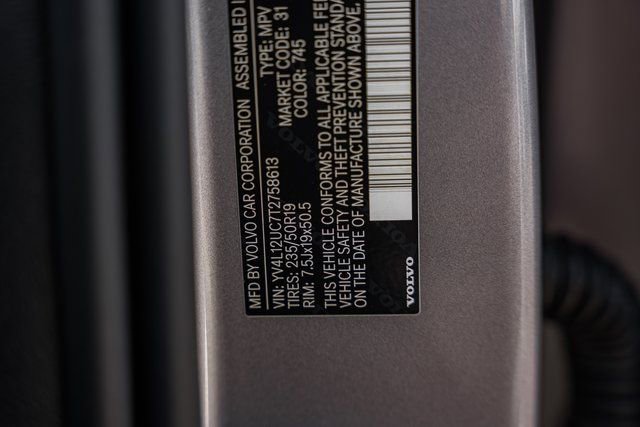 MFD BY VOLVO CAR CORPORATION ASSEMBLED
VIN: YV4L12UC7T2758613 TYPE: MPV
TIRES: 235/50R19 MARKET CODE: 31
RIM: 7.5Jx19x50.5 COLOR: 745
THIS VEHICLE CONFORMS TO ALL APPLICABLE FE
VEHICLE SAFETY AND THEFT PREVENTION STANDA
ON THE DATE OF MANUFACTURE SHOWN ABOVE.
VOLVO